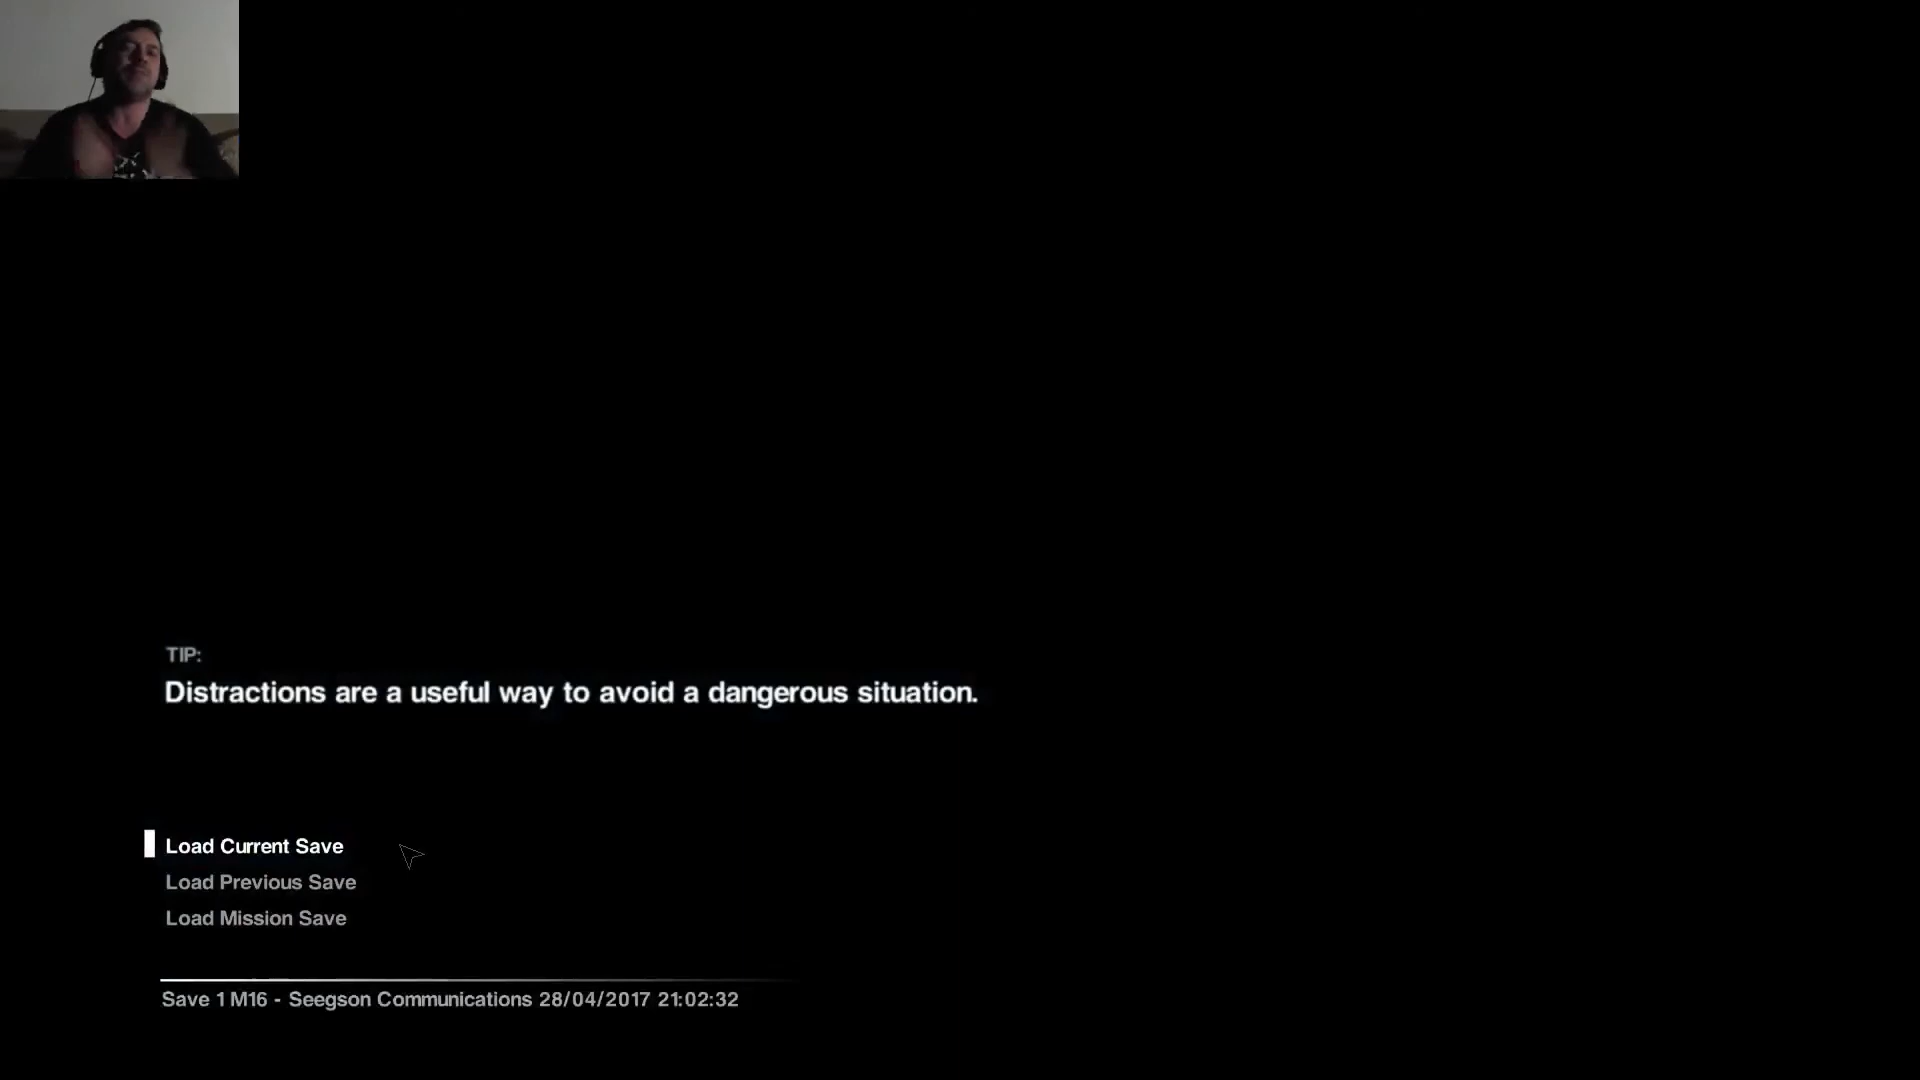 TIP:
Distractions are a useful way to avoid a dangerous situation.
Load Current Save
Load Previous Save
Load Mission Save
Save 1 M16 - Seegson Communications 28/04/2017 21:02:32